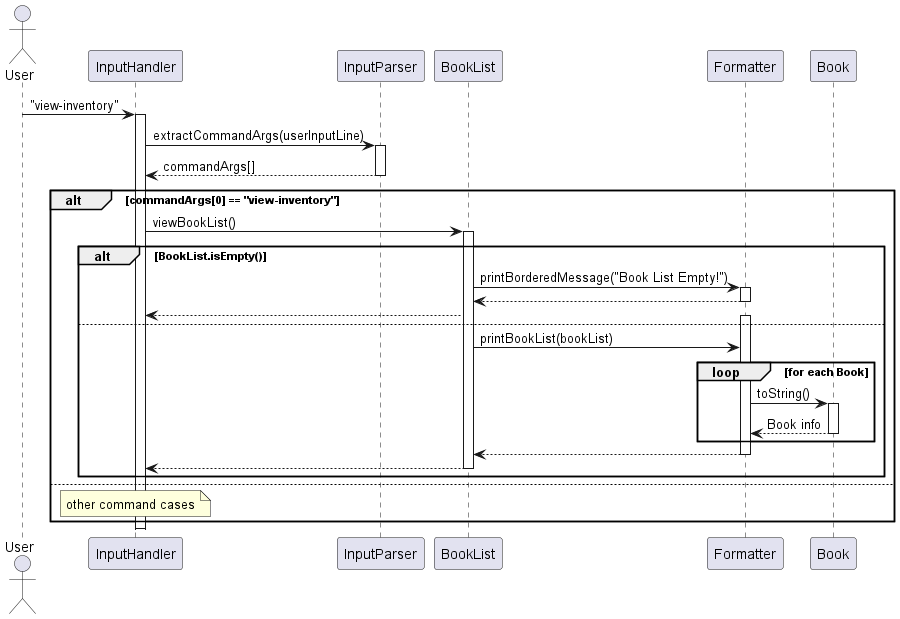 User
InputHandler
InputParser
BookList
Formatter
Book
"view-inventory"
extractCommandArgs(userInputLine)
commandArgs[]
alt
[commandArgs[0] == "view-inventory"]
viewBookList()
alt
[BookList.isEmpty()]
printBorderedMessage("Book List Empty!")
printBookList(bookList)
loop
[for each Book]
toString()
Book info
other command cases
User
InputHandler
InputParser
BookList
Formatter
Book